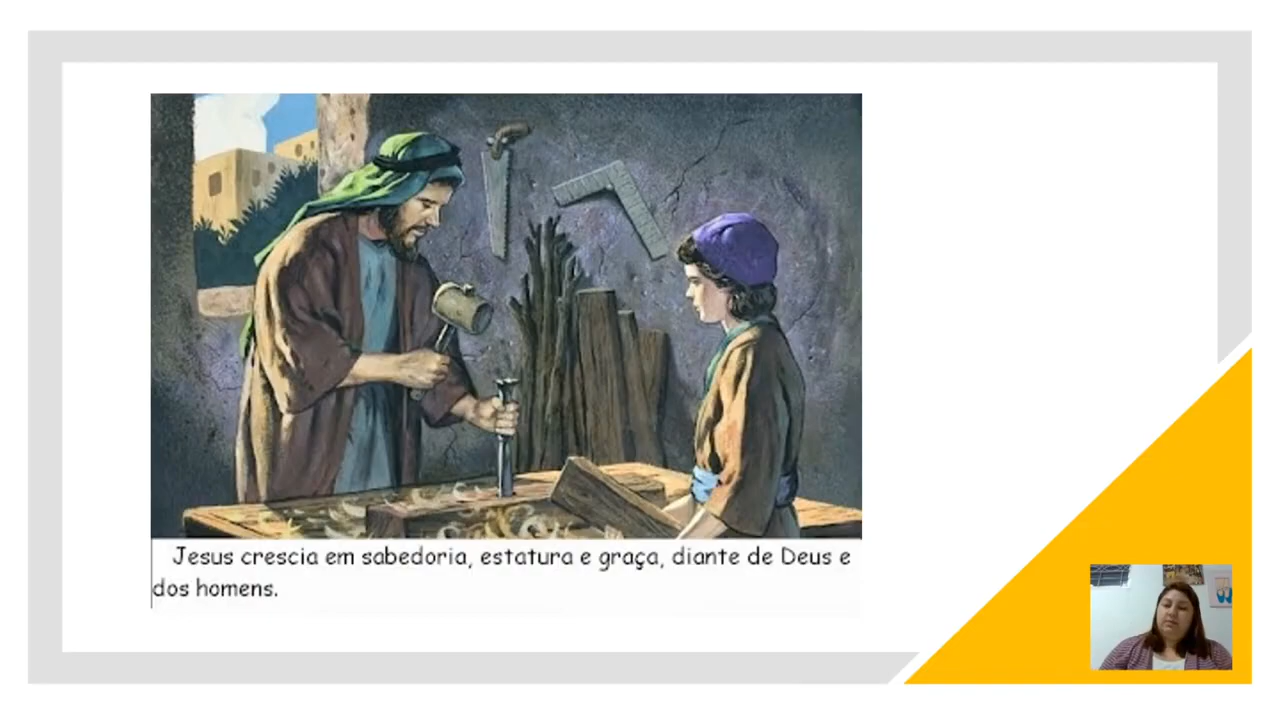 Jesus crescia em sabedoria, estatura e graça, diante de Deus e
dos homens.